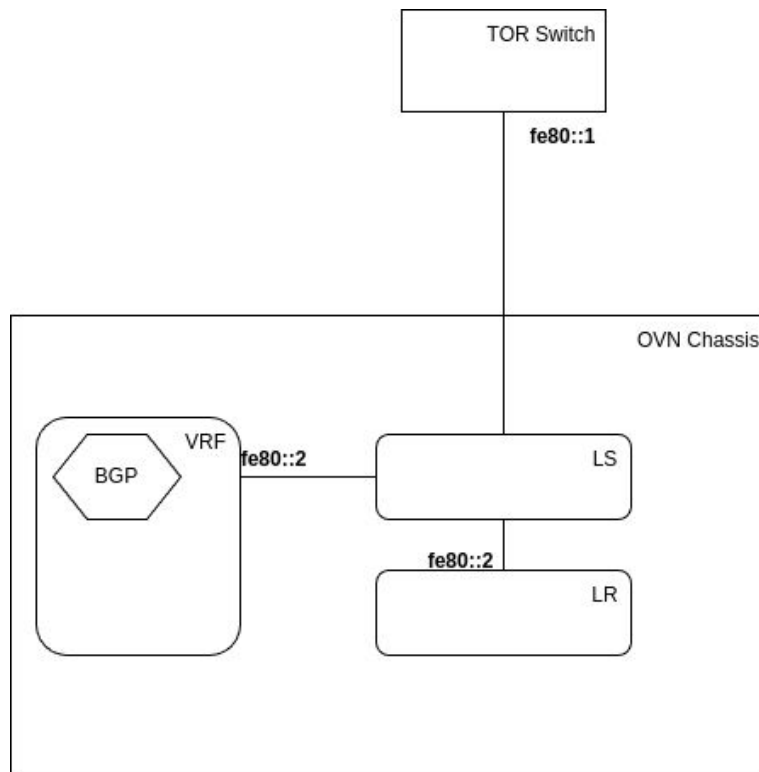 TOR Switch
fe80::1
OVN Chassis
VRF
BGP
fe80::2
LS
fe80::2
LR